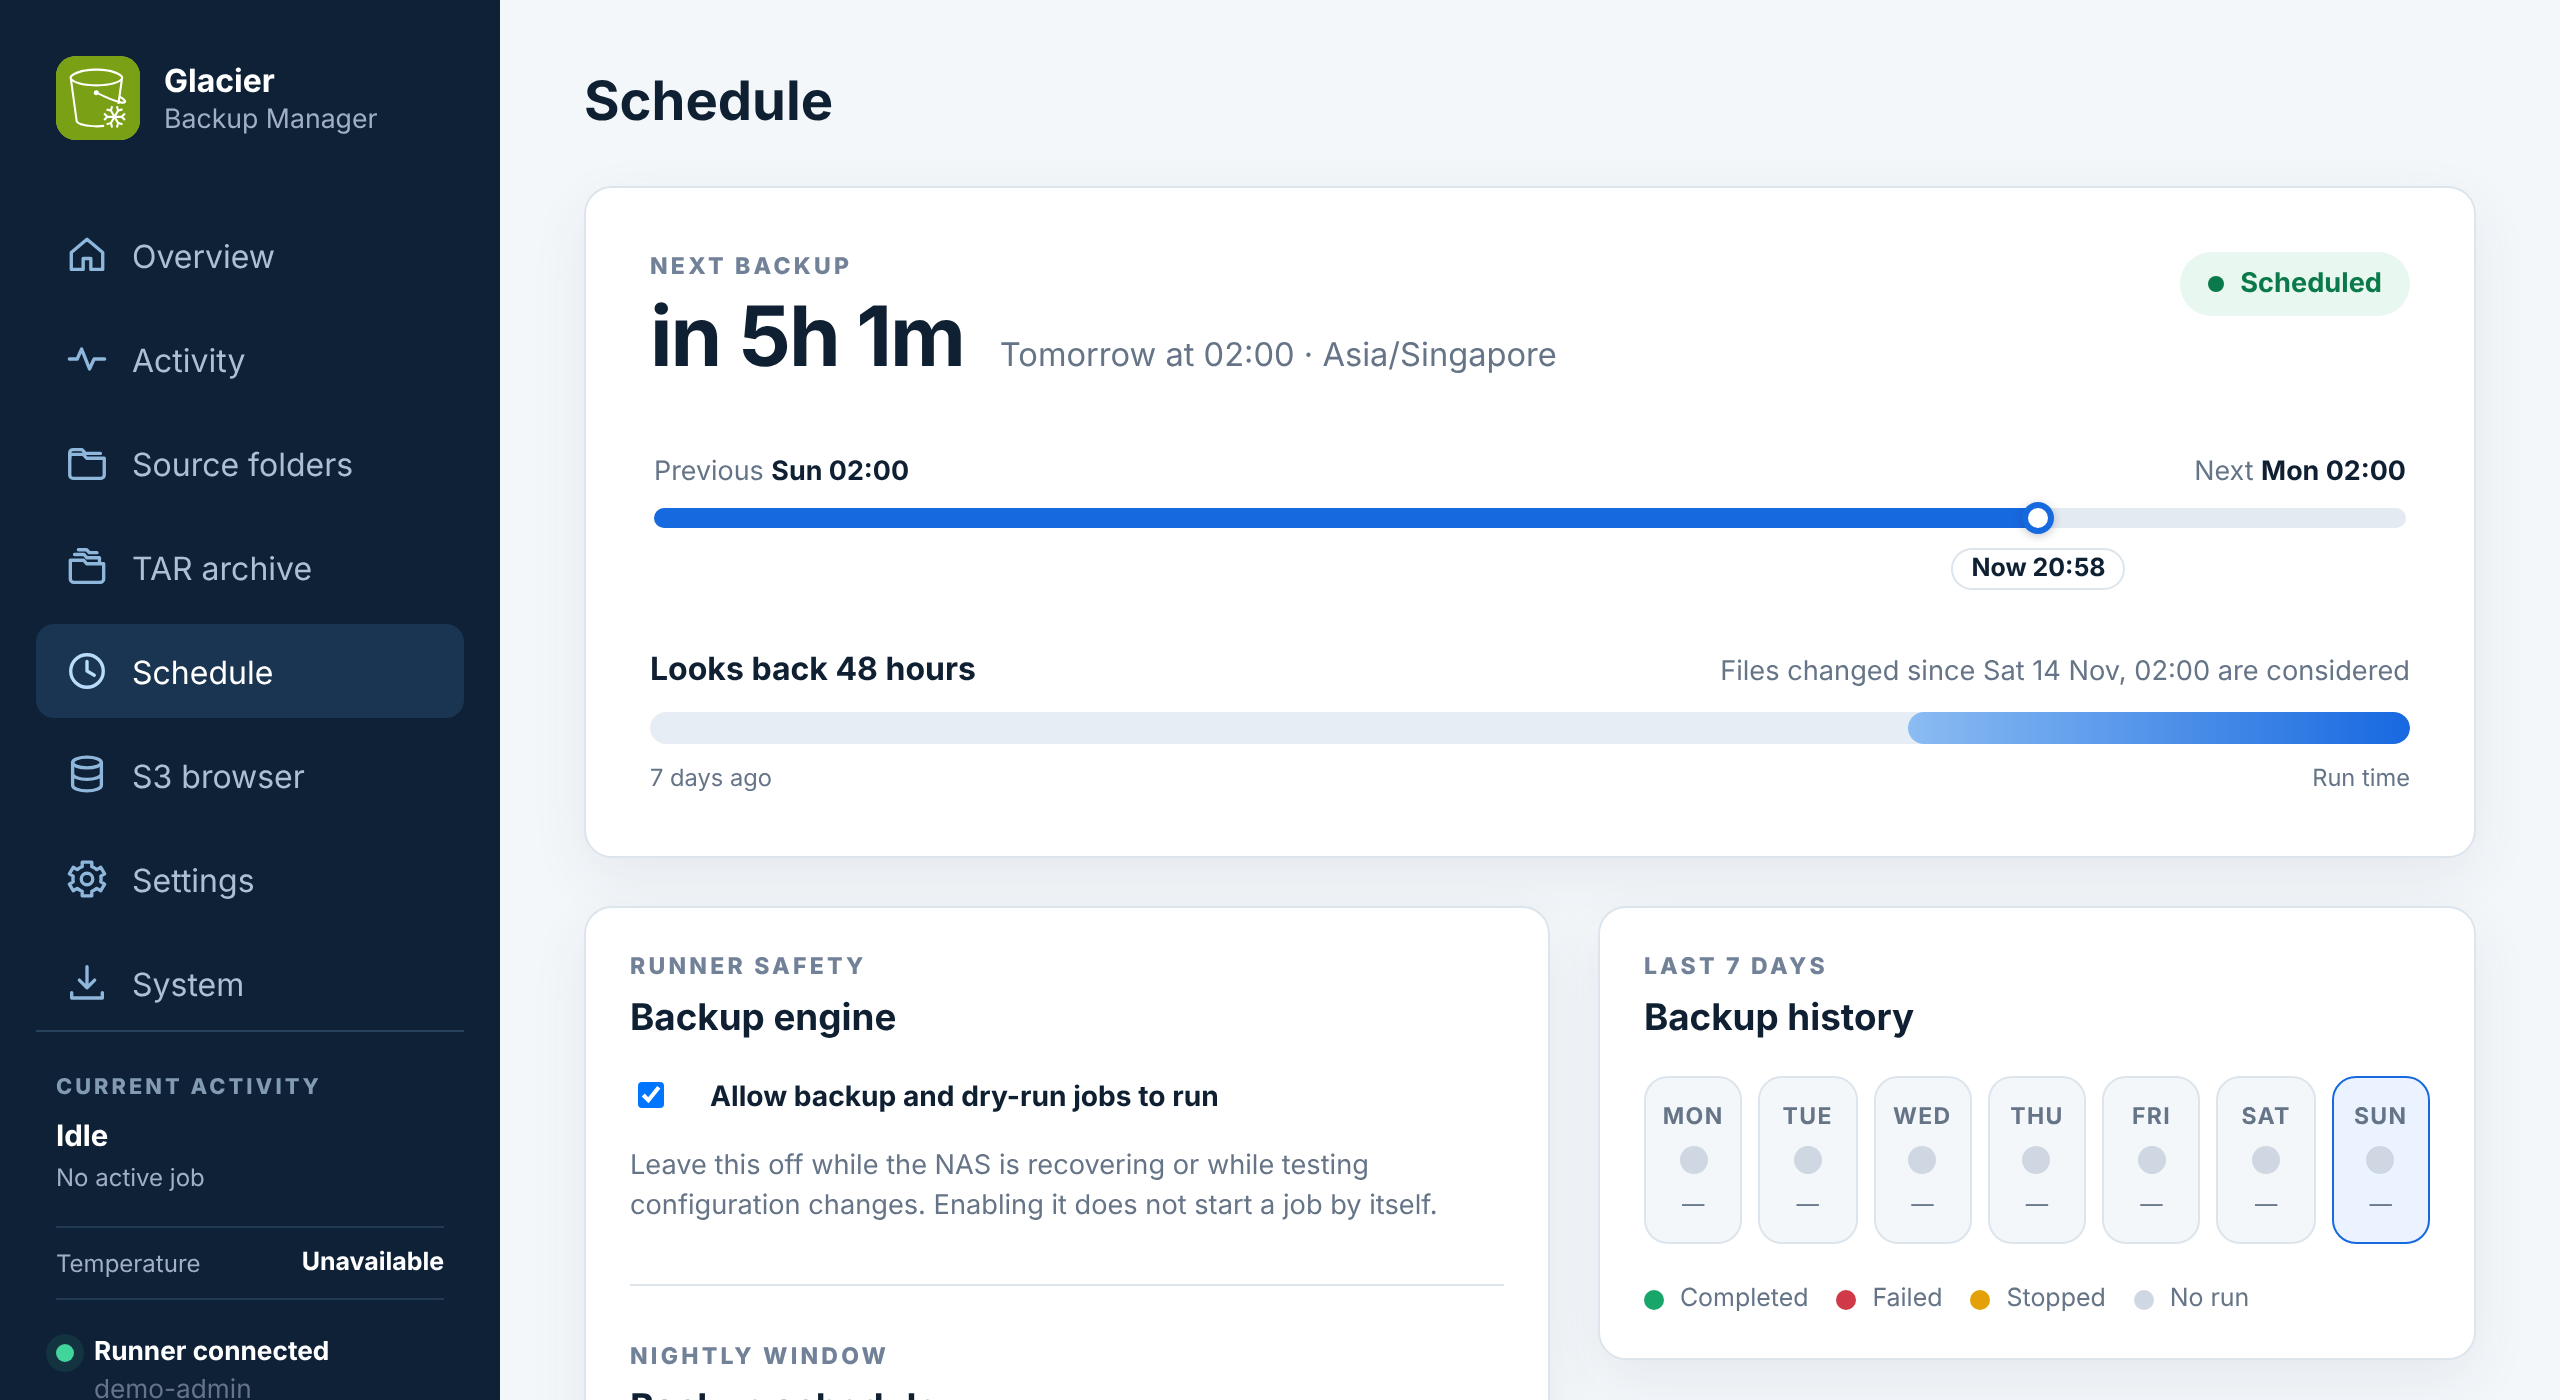 Glacier
Backup Manager
Overview
Activity
Source folders
TAR archive
Schedule
S3 browser
Settings
System
CURRENT ACTIVITY
Idle
No active job
Temperature Unavailable
Runner connected
demo-admin
Schedule
NEXT BACKUP
in 5h 1m Tomorrow at 02:00 · Asia/Singapore
Scheduled
Previous Sun 02:00
Next Mon 02:00
Now 20:58
Looks back 48 hours
Files changed since Sat 14 Nov, 02:00 are considered
7 days ago
Run time
RUNNER SAFETY
Backup engine
Allow backup and dry-run jobs to run
Leave this off while the NAS is recovering or while testing
configuration changes. Enabling it does not start a job by itself.
NIGHTLY WINDOW
Backup schedule
LAST 7 DAYS
Backup history
MON TUE WED THU FRI SAT SUN
— — — — — — —
Completed Failed Stopped No run